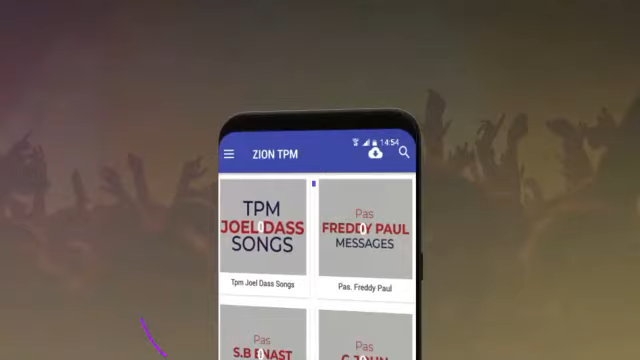 14:54
ZION TPM
TPM
JOEL DASS
SONGS
Tpm Joel Dass Songs
Pas
FREDDY PAUL
MESSAGES
Pas. Freddy Paul
Pas
S.B
Pas